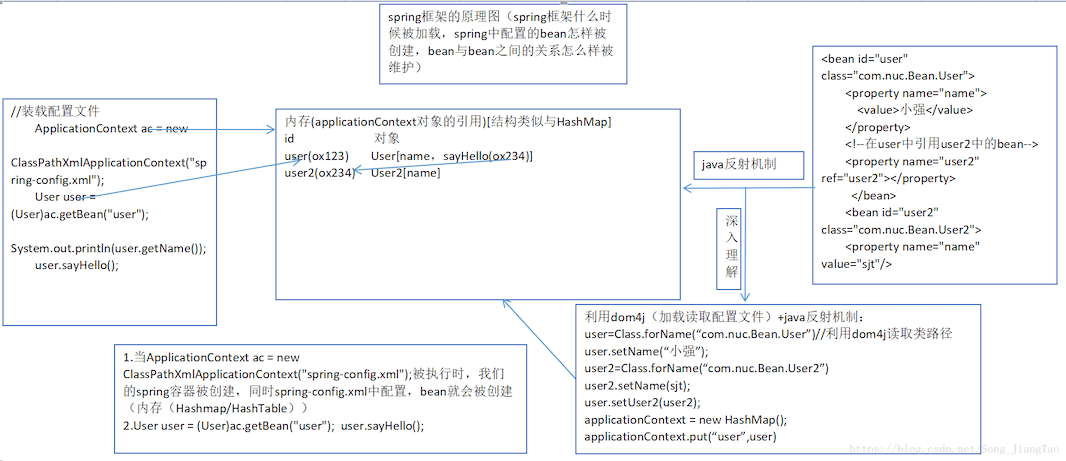 spring框架的原理图（spring框架什么时
候被加载，spring中配置的bean怎样被
创建，bean与bean之间的关系怎么样被
维护）
//装载配置文件
ApplicationContext ac = new
ClassPathXmlApplicationContext("sp
ring-config.xml");
User user =
(User)ac.getBean("user");
System.out.println(user.getName());
user.sayHello();
内存(applicationContext对象的引用)[结构类似与HashMap]
id 对象
user(ox123) User[name，sayHello(ox234)]
user2(ox234) User2[name]
java反射机制
<bean id="user"
class="com.nuc.Bean.User">
<property name="name">
<value>小强</value>
</property>
<!--在user中引用user2中的bean-->
<property name="user2"
ref="user2"></property>
</bean>
<bean id="user2"
class="com.nuc.Bean.User2">
<property name="name"
value="sjt"/>
深
入
理
解
利用dom4j（加载读取配置文件）+java反射机制：
user=Class.forName(“com.nuc.Bean.User”)//利用dom4j读取类路径
user.setName(“小强”);
user2=Class.forName(“com.nuc.Bean.User2”)
user2.setName(sjt);
user.setUser2(user2);
applicationContext = new HashMap();
applicationContext.put(“user”,user)
1.当ApplicationContext ac = new
ClassPathXmlApplicationContext("spring-config.xml");被执行时，我们
的spring容器被创建，同时spring-config.xml中配置，bean就会被创建
（内存（Hashmap/HashTable））
2.User user = (User)ac.getBean("user"); user.sayHello();
https://blog.csdn.net/Song_JiangTao